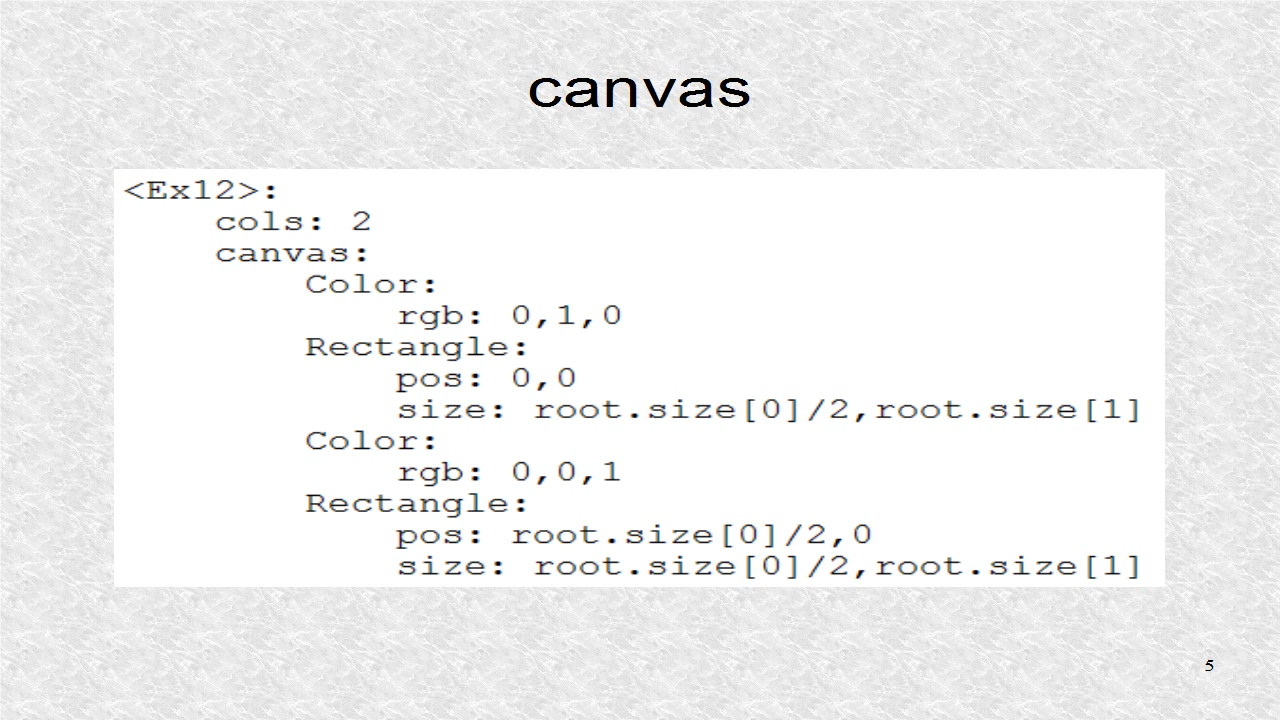 canvas
<Ex12>:
    cols: 2
    canvas:
        Color:
            rgb: 0,1,0
        Rectangle:
            pos: 0,0
            size: root.size[0]/2,root.size[1]
        Color:
            rgb: 0,0,1
        Rectangle:
            pos: root.size[0]/2,0
            size: root.size[0]/2,root.size[1]
5